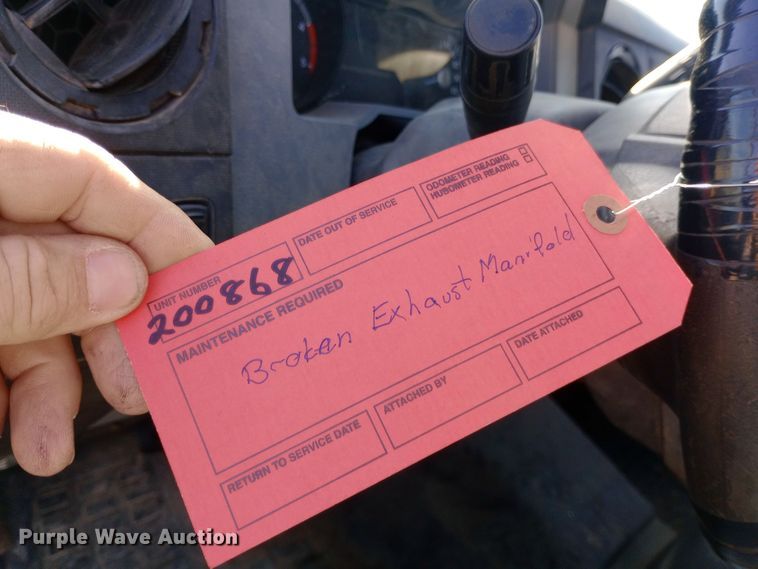 UNIT NUMBER
200868
DATE OUT OF SERVICE
ODOMETER READING
HUBOMETER READING
MAINTENANCE REQUIRED
Broken Exhaust Manifold
RETURN TO SERVICE DATE
ATTACHED BY
DATE ATTACHED
Purple Wave Auction®